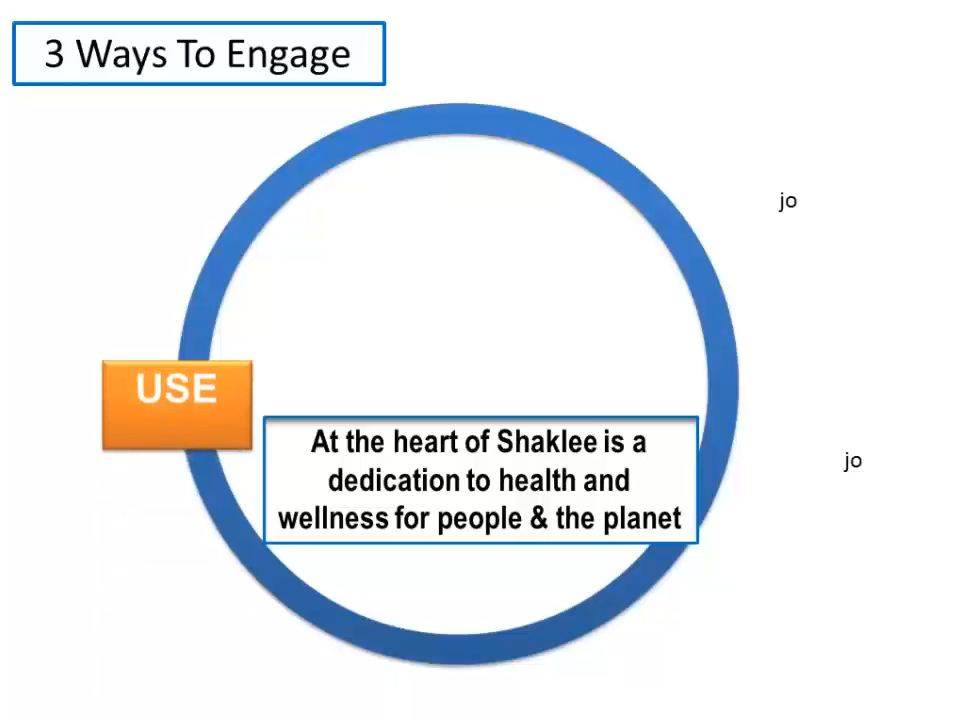 3 Ways To Engage
jo
USE
At the heart of Shaklee is a
dedication to health and
wellness for people & the planet
jo